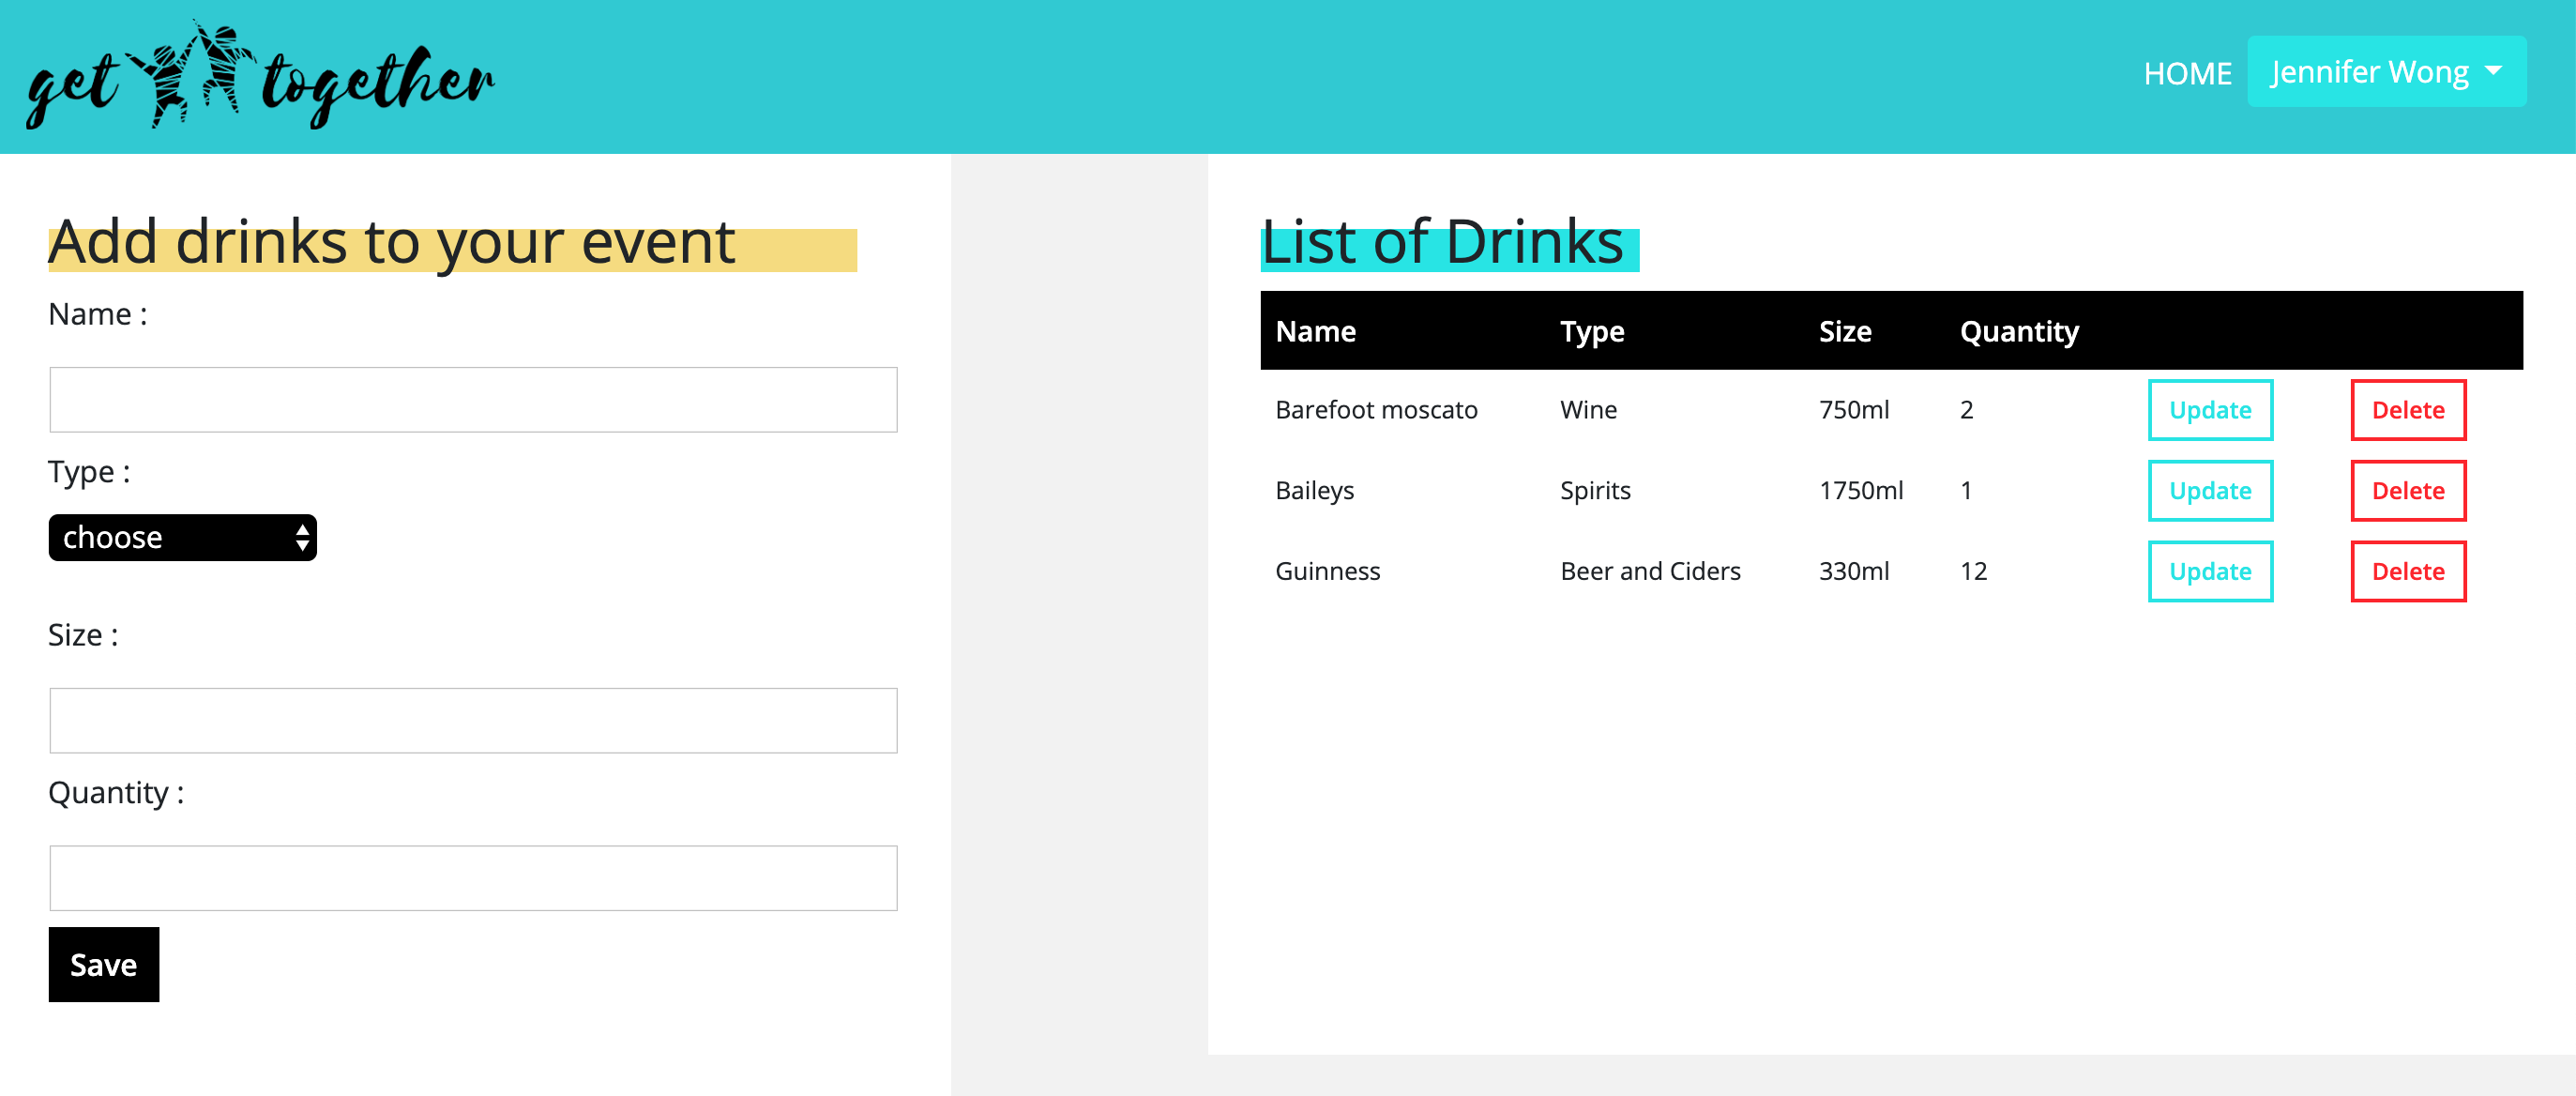 get together
HOME
Jennifer Wong
Add drinks to your event
Name :
Type :
choose
Size :
Quantity :
Save
List of Drinks
Name Type Size Quantity
Barefoot moscato Wine 750ml 2 Update Delete
Baileys Spirits 1750ml 1 Update Delete
Guinness Beer and Ciders 330ml 12 Update Delete